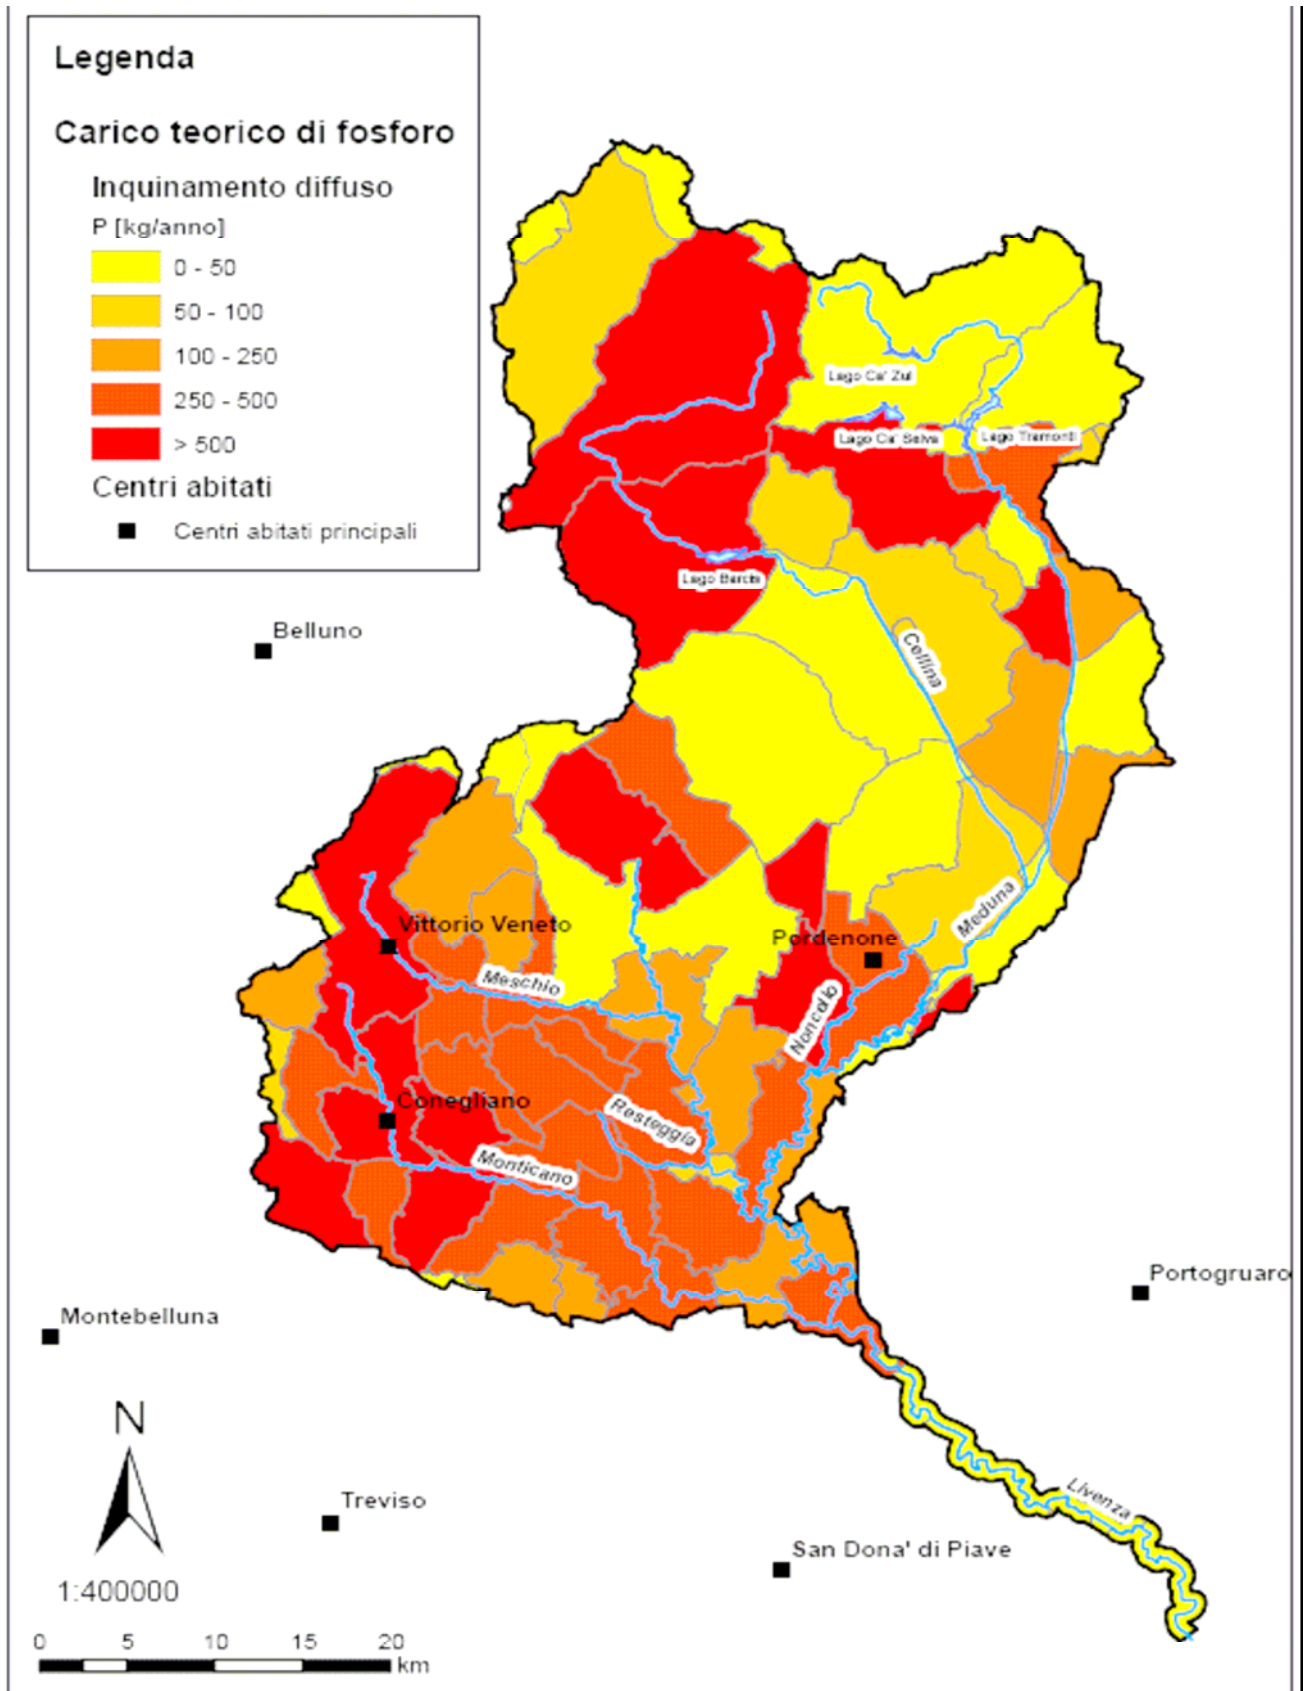 Legenda
Carico teorico di fosforo
Inquinamento diffuso
P [kg/anno]
0 - 50
50 - 100
100 - 250
250 - 500
> 500
Centri abitati
Centri abitati principali
Lago Ca' Zul
Lago Ca' Selva
Lago Tramonti
Lago Barcis
Belluno
Cellina
Meduna
Vittorio Veneto
Pordenone
Meschio
Noncello
Conegliano
Resteggia
Monticano
Portogruaro
Montebelluna
N
Livenza
Treviso
San Dona' di Piave
1:400000
0 5 10 15 20
km